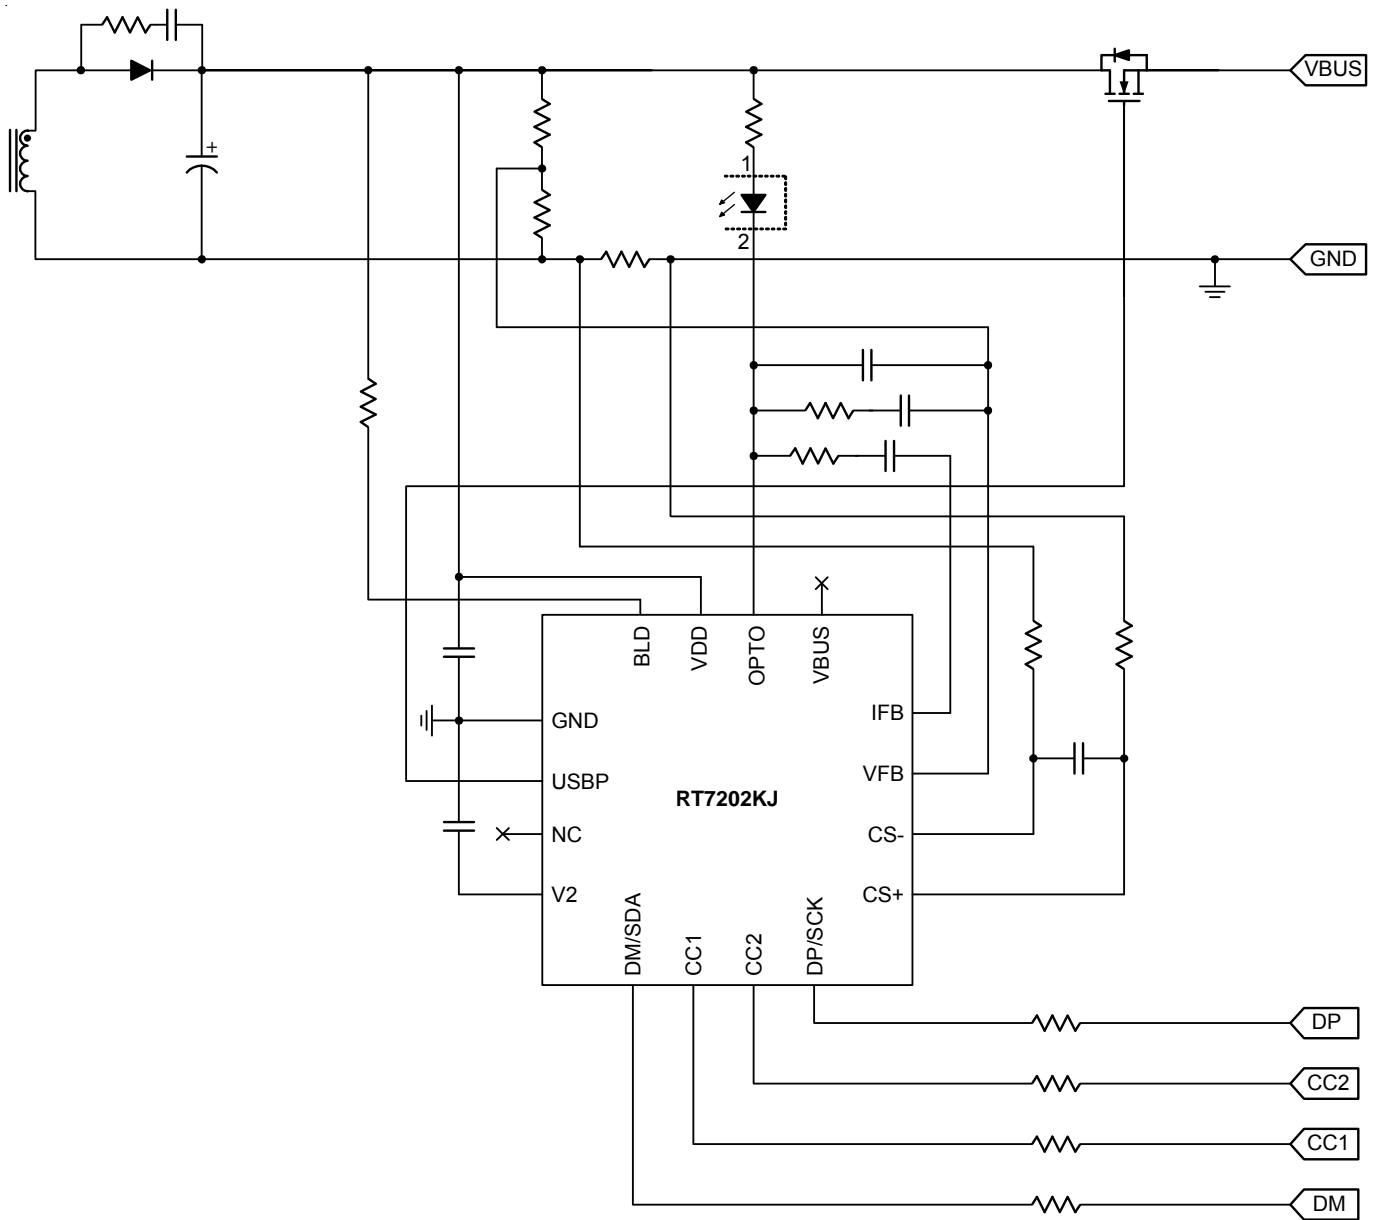 +
VBUS
1
2
GND
BLD
VDD
OPTO
VBUS
GND
IFB
USBP
VFB
RT7202KJ
NC
CS-
V2
CS+
DM/SDA
CC1
CC2
DP/SCK
DP
CC2
CC1
DM